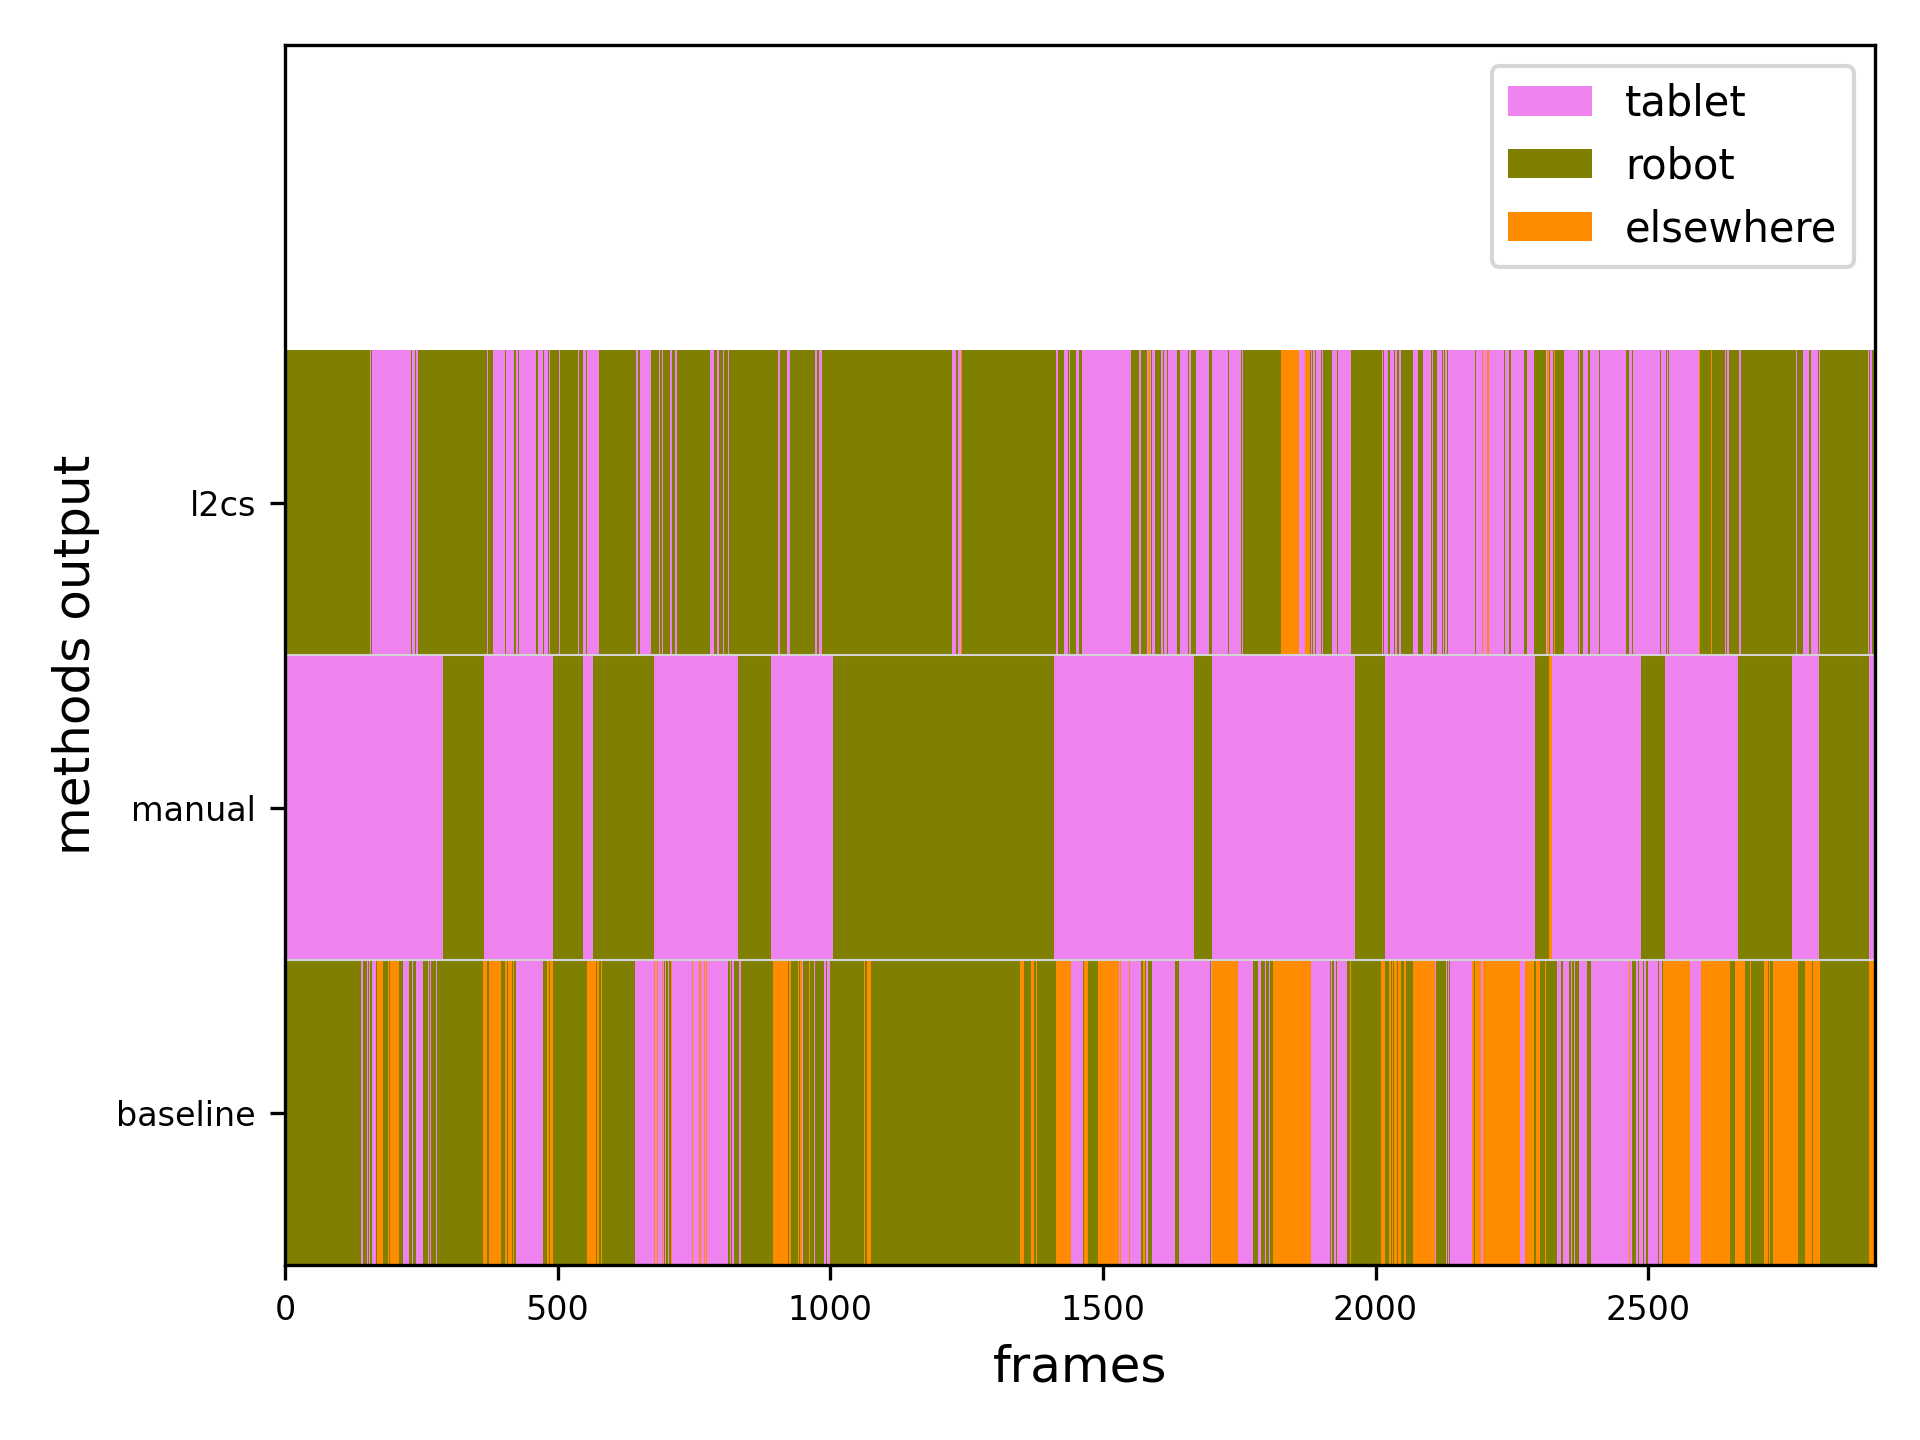 tablet
robot
elsewhere
methods output
l2cs
manual
baseline
0 500 1000 1500 2000 2500
frames